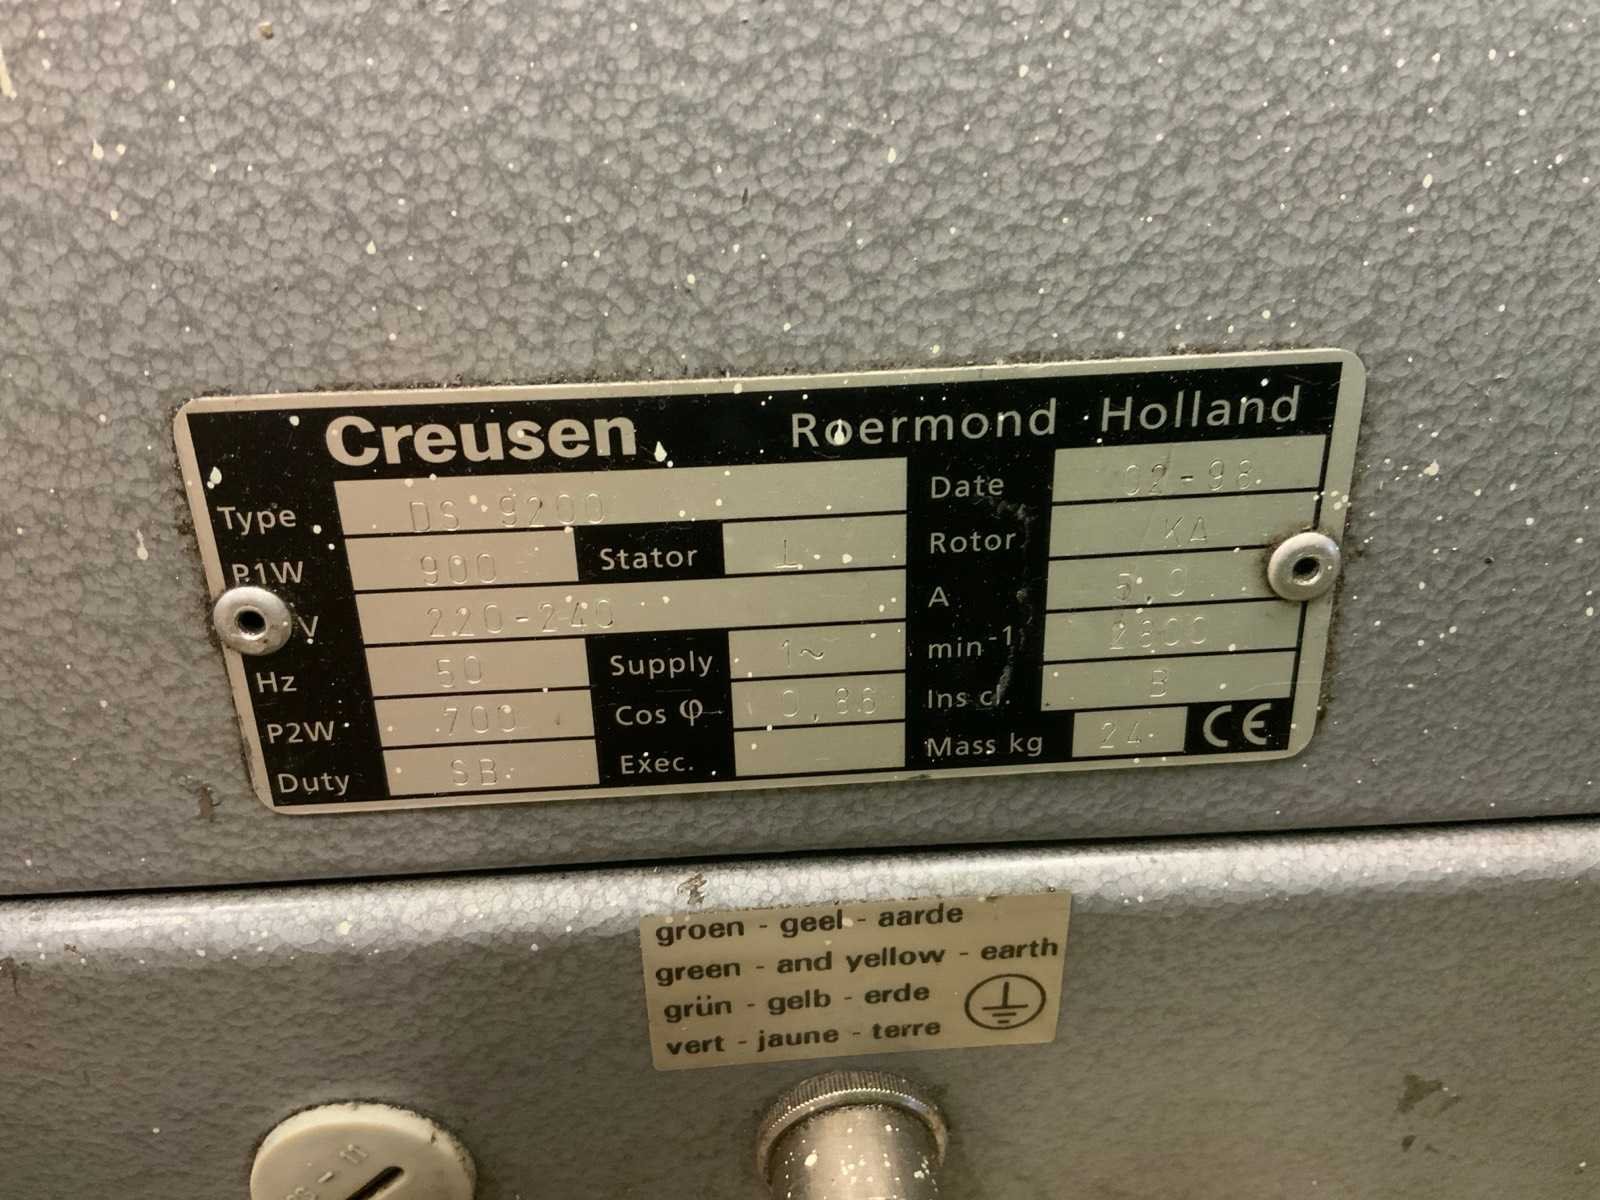 Creusen Roermond · Holland
Type DS 9200 Date 02-98
P1W 900 Stator L Rotor KA
V 220-240 A 5,0
Hz 50 Supply 1~ min⁻¹ 2800
P2W 700 Cos φ 0,86 Ins cl. B
Duty SB Exec. Mass kg 24 CE
groen - geel - aarde
green - and yellow - earth
grün - gelb - erde
vert - jaune - terre